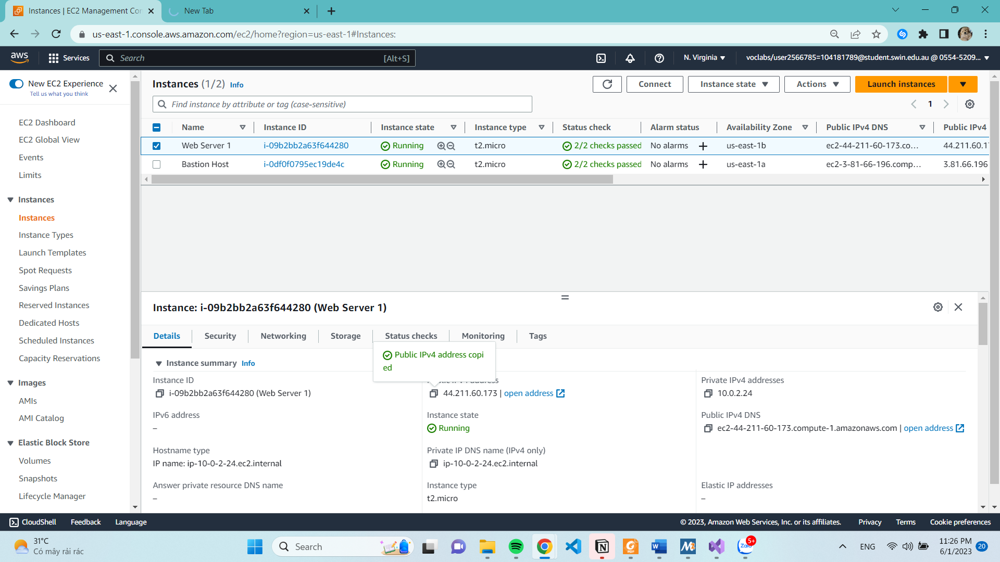 Instances | EC2 Management Con
New Tab
us-east-1.console.aws.amazon.com/ec2/home?region=us-east-1#Instances:
aws
Services
Search
[Alt+S]
N. Virginia
voclabs/user2566785=104181789@student.swin.edu.au @ 0554-5209...
New EC2 Experience
Tell us what you think
EC2 Dashboard
EC2 Global View
Events
Limits
Instances
Instances
Instance Types
Launch Templates
Spot Requests
Savings Plans
Reserved Instances
Dedicated Hosts
Scheduled Instances
Capacity Reservations
Images
AMIs
AMI Catalog
Elastic Block Store
Volumes
Snapshots
Lifecycle Manager
Instances (1/2) Info
Connect
Instance state
Actions
Launch instances
Find instance by attribute or tag (case-sensitive)
1
Name Instance ID Instance state Instance type Status check Alarm status Availability Zone Public IPv4 DNS Public IPv4
Web Server 1 i-09b2bb2a63f644280 Running t2.micro 2/2 checks passed No alarms + us-east-1b ec2-44-211-60-173.co... 44.211.60.17
Bastion Host i-0df0f0795ec19de4c Running t2.micro 2/2 checks passed No alarms + us-east-1a ec2-3-81-66-196.comp... 3.81.66.196
Instance: i-09b2bb2a63f644280 (Web Server 1)
Details Security Networking Storage Status checks Monitoring Tags
Public IPv4 address copi
ed
Instance summary Info
Instance ID
i-09b2bb2a63f644280 (Web Server 1)
Public IPv4 address
44.211.60.173 | open address
Private IPv4 addresses
10.0.2.24
IPv6 address
–
Instance state
Running
Public IPv4 DNS
ec2-44-211-60-173.compute-1.amazonaws.com | open address
Hostname type
IP name: ip-10-0-2-24.ec2.internal
Private IP DNS name (IPv4 only)
ip-10-0-2-24.ec2.internal
Answer private resource DNS name
–
Instance type
t2.micro
Elastic IP addresses
–
CloudShell
Feedback
Language
© 2023, Amazon Web Services, Inc. or its affiliates.
Privacy
Terms
Cookie preferences
31°C
Có mây rải rác
Search
PDF
Zalo
5+
ENG
11:26 PM
6/1/2023
20